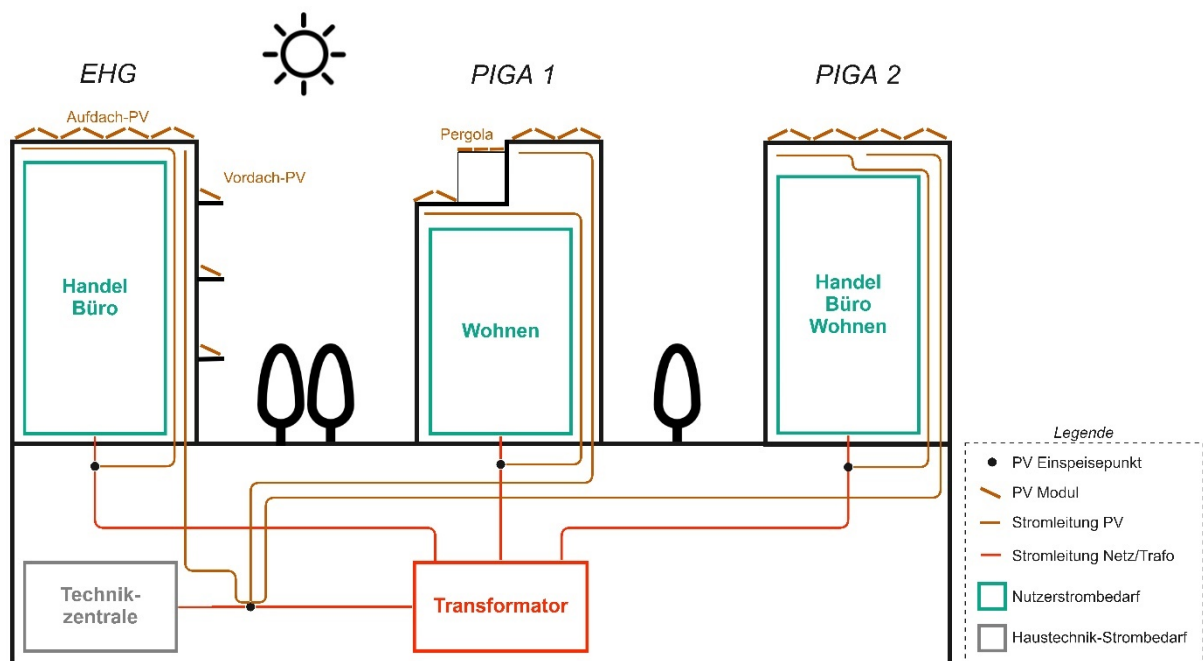 EHG
PIGA 1
PIGA 2
Aufdach-PV
Pergola
Vordach-PV
Handel
Büro
Wohnen
Handel
Büro
Wohnen
Technik-
zentrale
Transformator
Legende
PV Einspeisepunkt
PV Modul
Stromleitung PV
Stromleitung Netz/Trafo
Nutzerstrombedarf
Haustechnik-Strombedarf